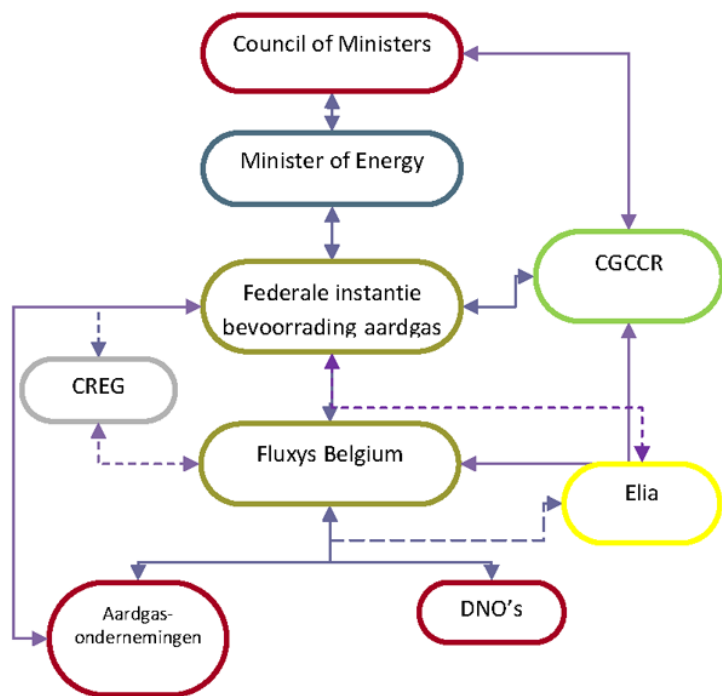 Council of Ministers
Minister of Energy
CGCCR
Federale instantie
bevoorrading aardgas
CREG
Fluxys Belgium
Elia
Aardgas-
ondernemingen
DNO's